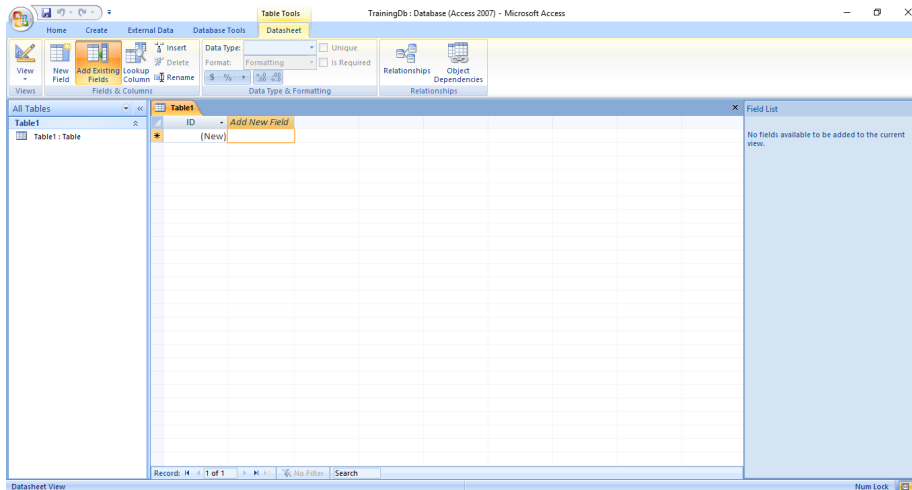 Table Tools
TrainingDb : Database (Access 2007) - Microsoft Access
Home Create External Data Database Tools Datasheet
View
New Field
Add Existing Fields
Lookup Column
Insert
Delete
Rename
Data Type:
Unique
Format: Formatting
Is Required
$ % ,
Relationships
Object Dependencies
Views Fields & Columns Data Type & Formatting Relationships
All Tables
Table1
Table1 : Table
Table1
ID Add New Field
(New)
Field List
No fields available to be added to the current
view.
Record: 1 of 1 No Filter Search
Datasheet View Num Lock